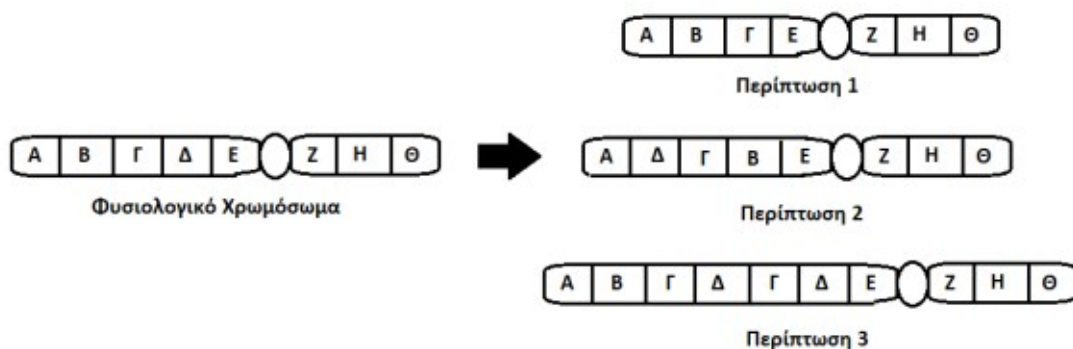 Α Β Γ Ε Ζ Η Θ
Περίπτωση 1
Α Β Γ Δ Ε Ζ Η Θ
Φυσιολογικό Χρωμόσωμα
Α Δ Γ Β Ε Ζ Η Θ
Περίπτωση 2
Α Β Γ Δ Γ Δ Ε Ζ Η Θ
Περίπτωση 3